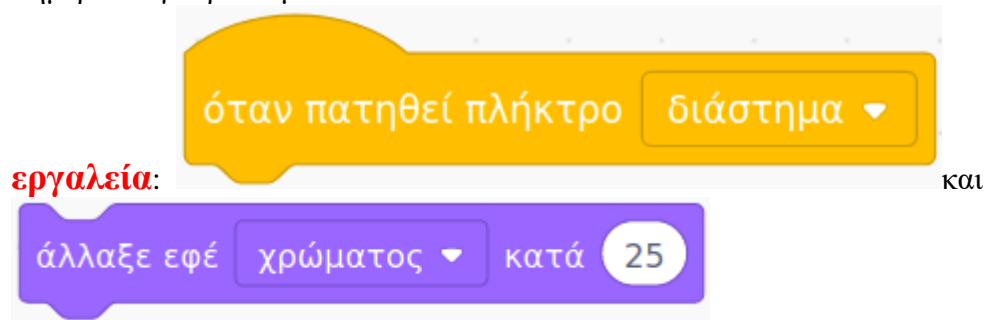 όταν πατηθεί πλήκτρο διάστημα
εργαλεία: και
άλλαξε εφέ χρώματος κατά 25